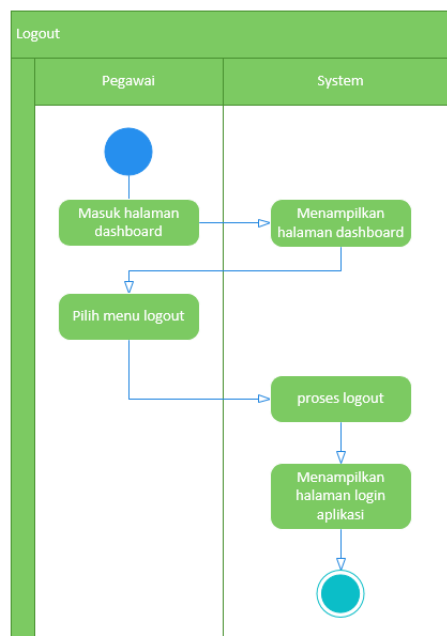 Logout
Pegawai
System
Masuk halaman
dashboard
Menampilkan
halaman dashboard
Pilih menu logout
proses logout
Menampilkan
halaman login
aplikasi